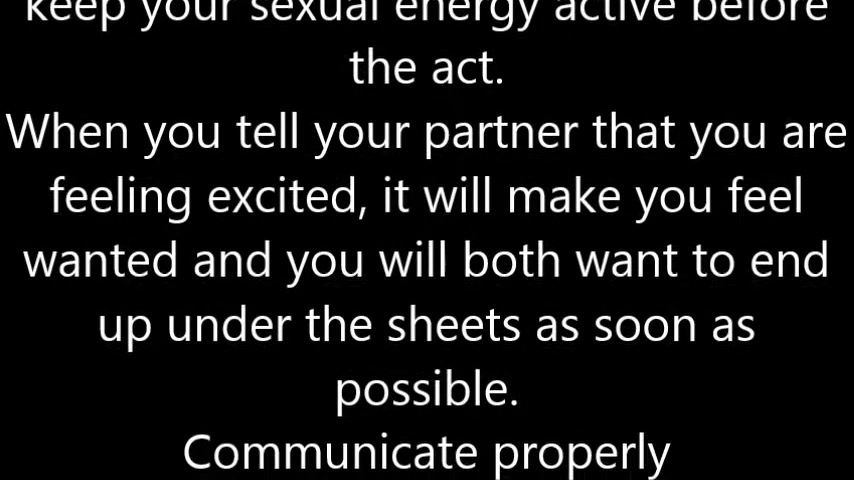 keep your sexual energy active before
the act.
When you tell your partner that you are
feeling excited, it will make you feel
wanted and you will both want to end
up under the sheets as soon as
possible.
Communicate properly